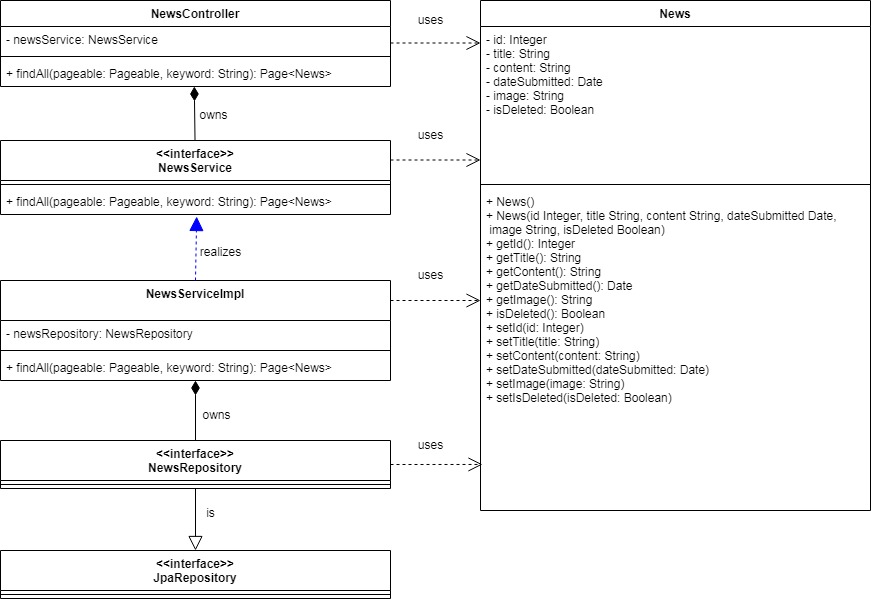 NewsController
- newsService: NewsService
+ findAll(pageable: Pageable, keyword: String): Page<News>
owns
<<interface>>
NewsService
+ findAll(pageable: Pageable, keyword: String): Page<News>
realizes
NewsServiceImpl
- newsRepository: NewsRepository
+ findAll(pageable: Pageable, keyword: String): Page<News>
owns
<<interface>>
NewsRepository
is
<<interface>>
JpaRepository
uses
uses
uses
uses
News
- id: Integer
- title: String
- content: String
- dateSubmitted: Date
- image: String
- isDeleted: Boolean
+ News()
+ News(id Integer, title String, content String, dateSubmitted Date,
image String, isDeleted Boolean)
+ getId(): Integer
+ getTitle(): String
+ getContent(): String
+ getDateSubmitted(): Date
+ getImage(): String
+ isDeleted(): Boolean
+ setId(id: Integer)
+ setTitle(title: String)
+ setContent(content: String)
+ setDateSubmitted(dateSubmitted: Date)
+ setImage(image: String)
+ setIsDeleted(isDeleted: Boolean)